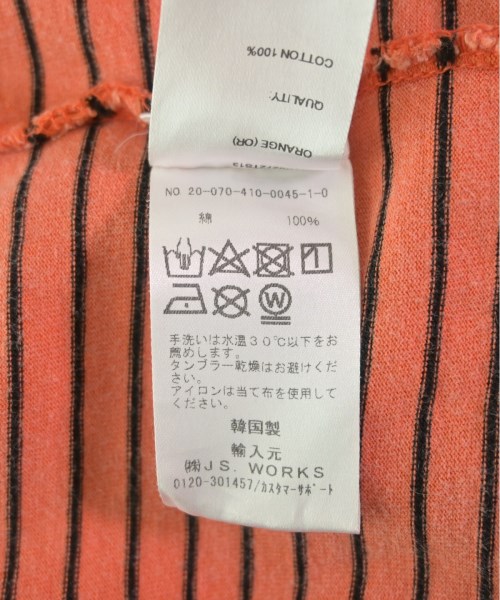 COTTON 100%
QUALITY:
ORANGE (OR)
NO 20-070-410-0045-1-0
綿 100%
W
手洗いは水温30℃以下をお
薦めします。
タンブラー乾燥はお避けくだ
さい。
アイロンは当て布を使用して
ください。
韓国製
輸入元
㈱JS. WORKS
0120-301457/ｶｽﾀﾏｰｻﾎﾟｰﾄ